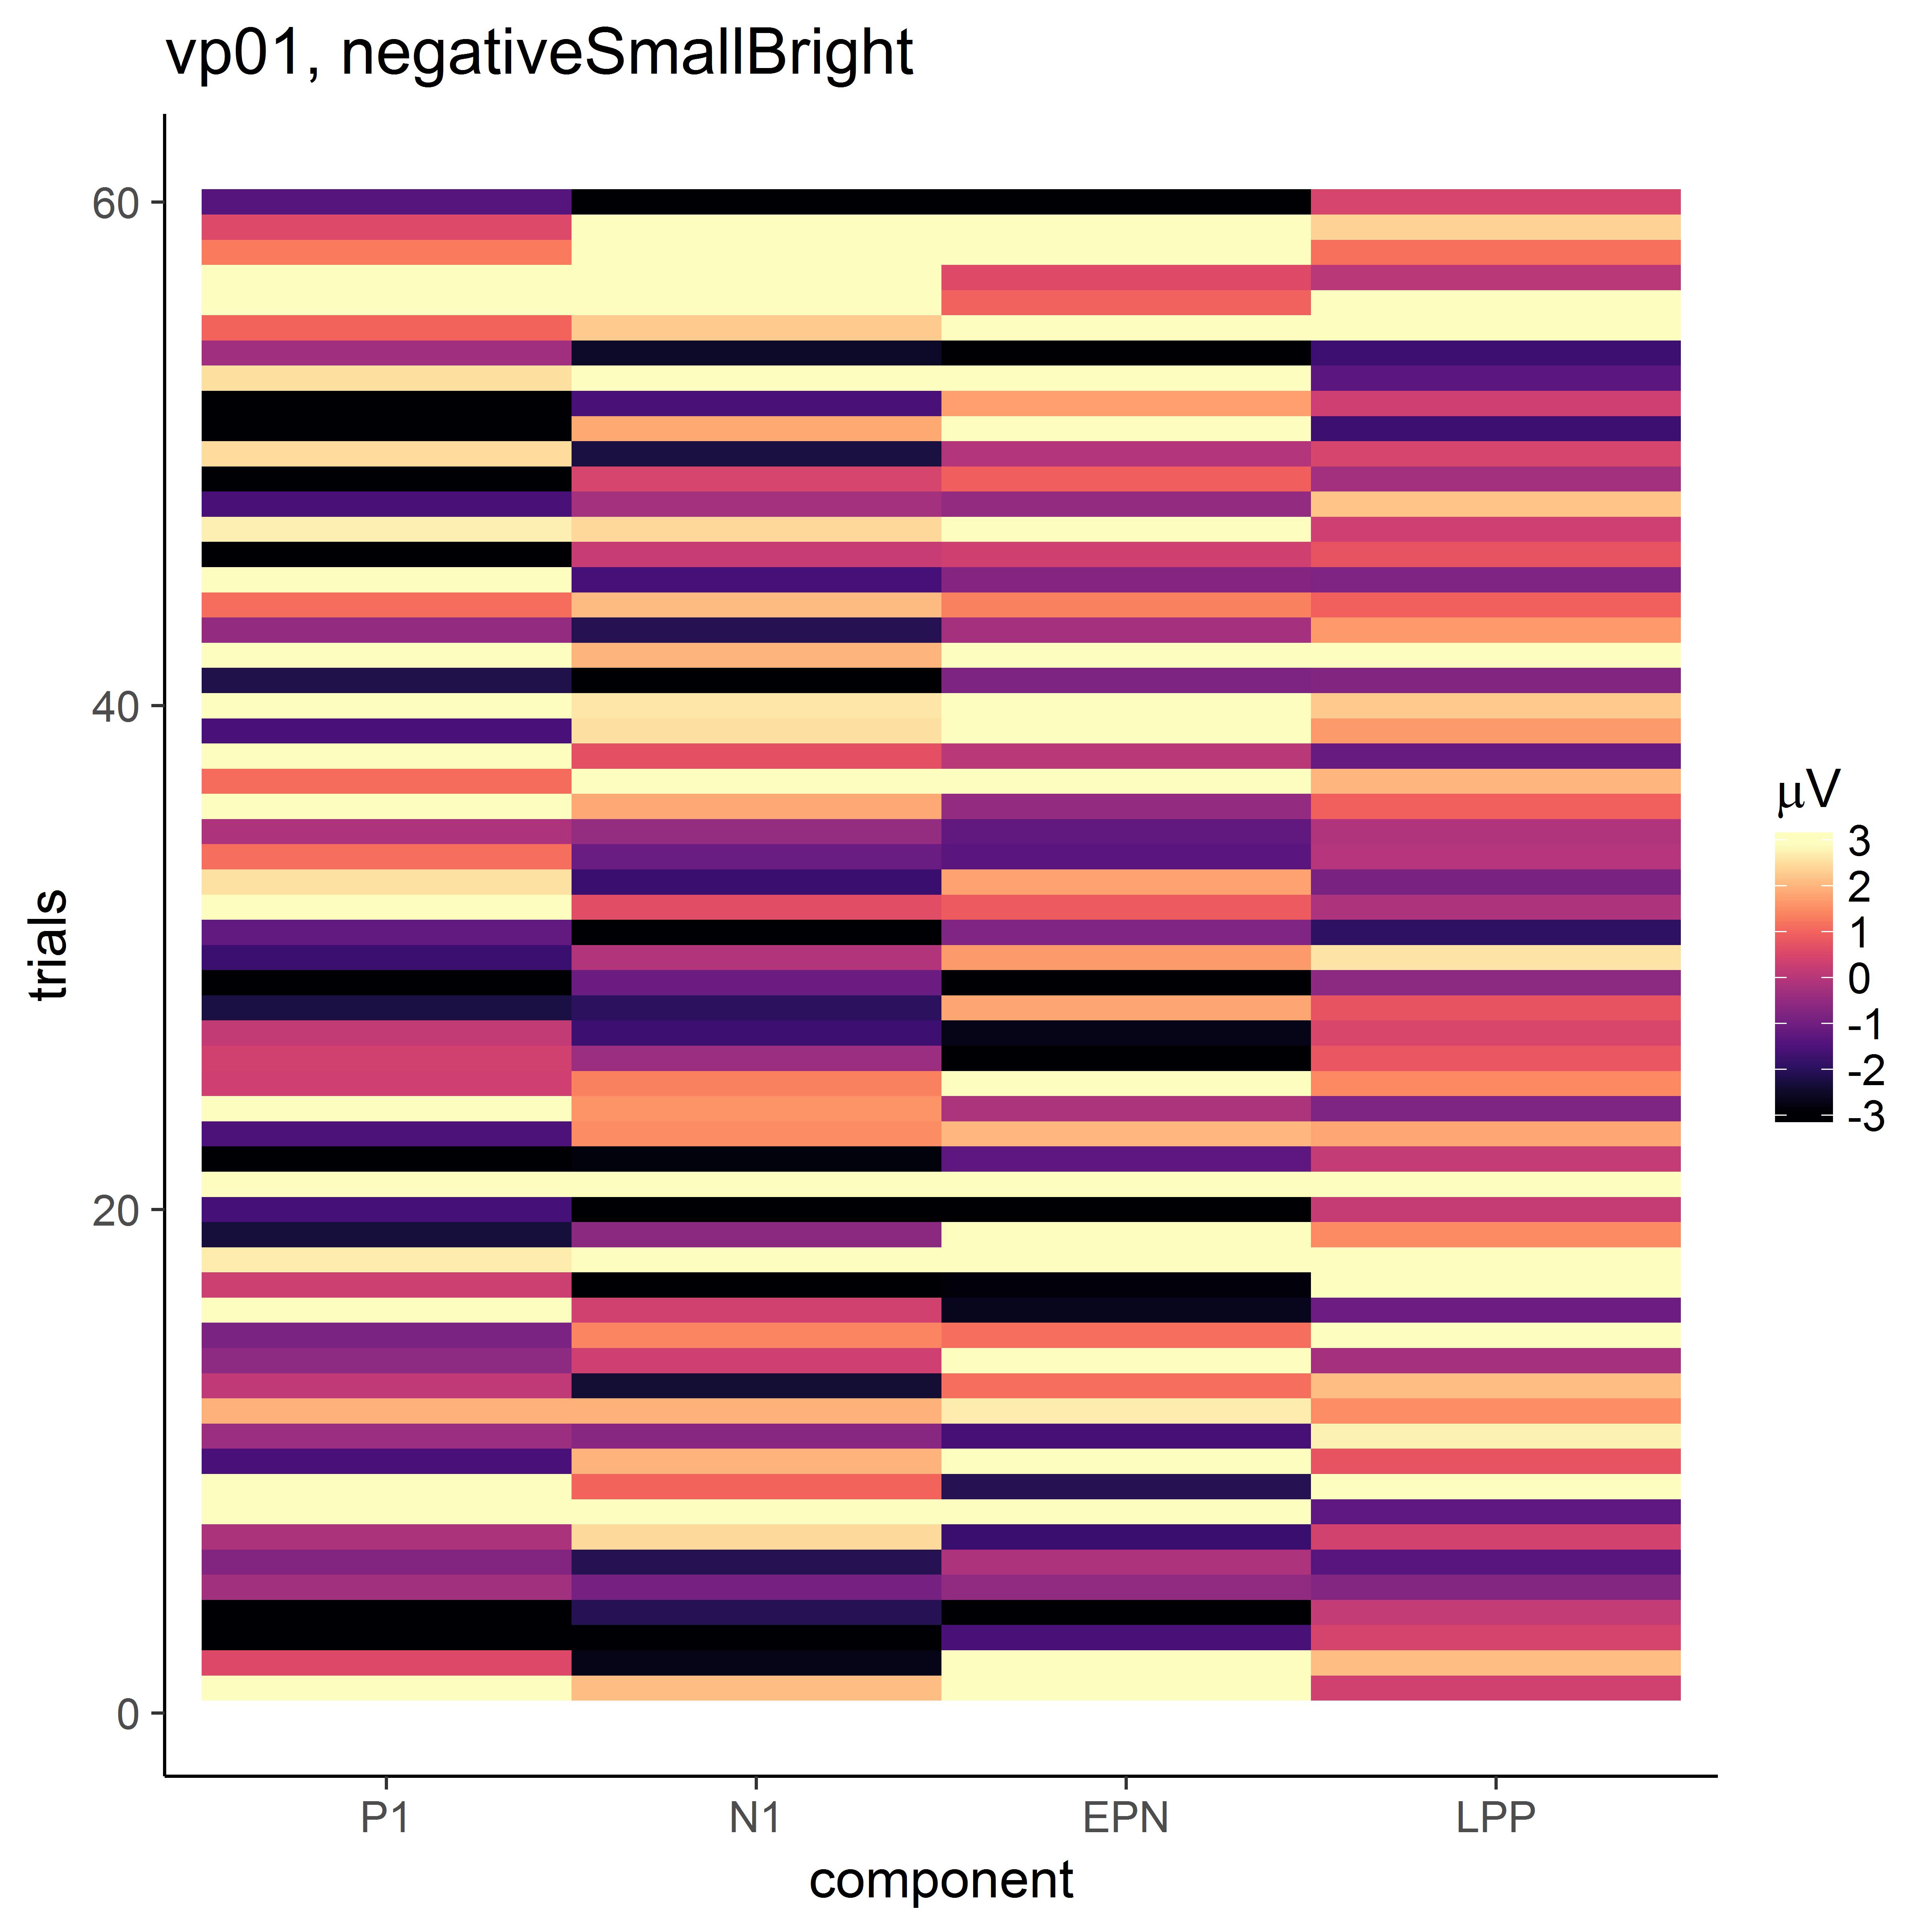 vp01, negativeSmallBright
60
40
20
0
trials
P1 N1 EPN LPP
component
μV
3
2
1
0
-1
-2
-3